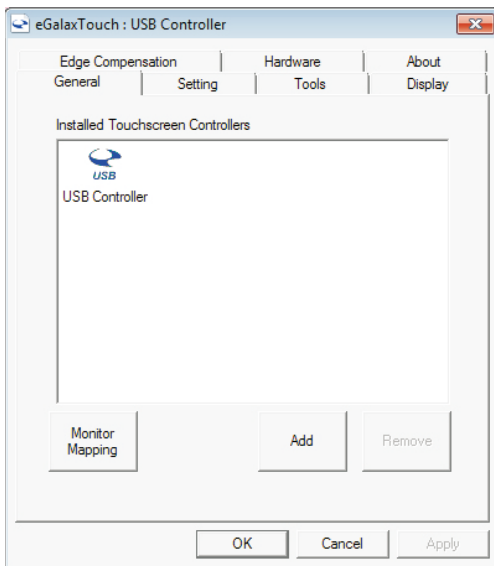 eGalaxTouch : USB Controller
Edge Compensation Hardware About
General Setting Tools Display
Installed Touchscreen Controllers
USB
USB Controller
Monitor
Mapping
Add
Remove
OK Cancel Apply